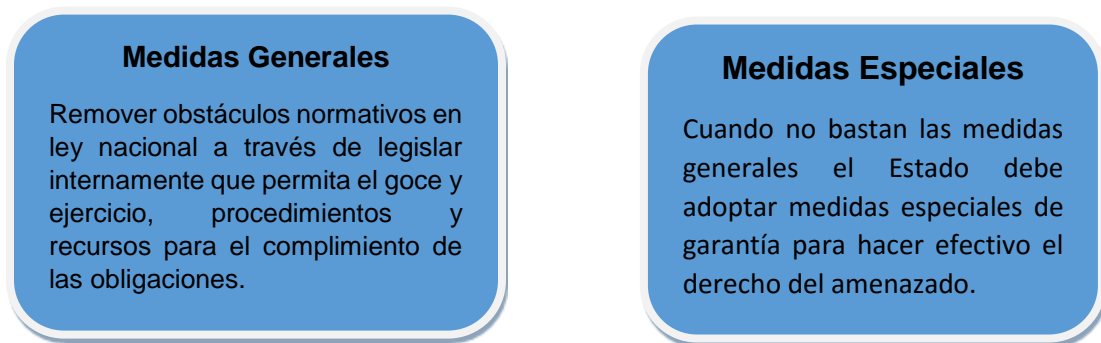 Medidas Generales
Remover obstáculos normativos en
ley nacional a través de legislar
internamente que permita el goce y
ejercicio, procedimientos y
recursos para el complimiento de
las obligaciones.
Medidas Especiales
Cuando no bastan las medidas
generales el Estado debe
adoptar medidas especiales de
garantía para hacer efectivo el
derecho del amenazado.